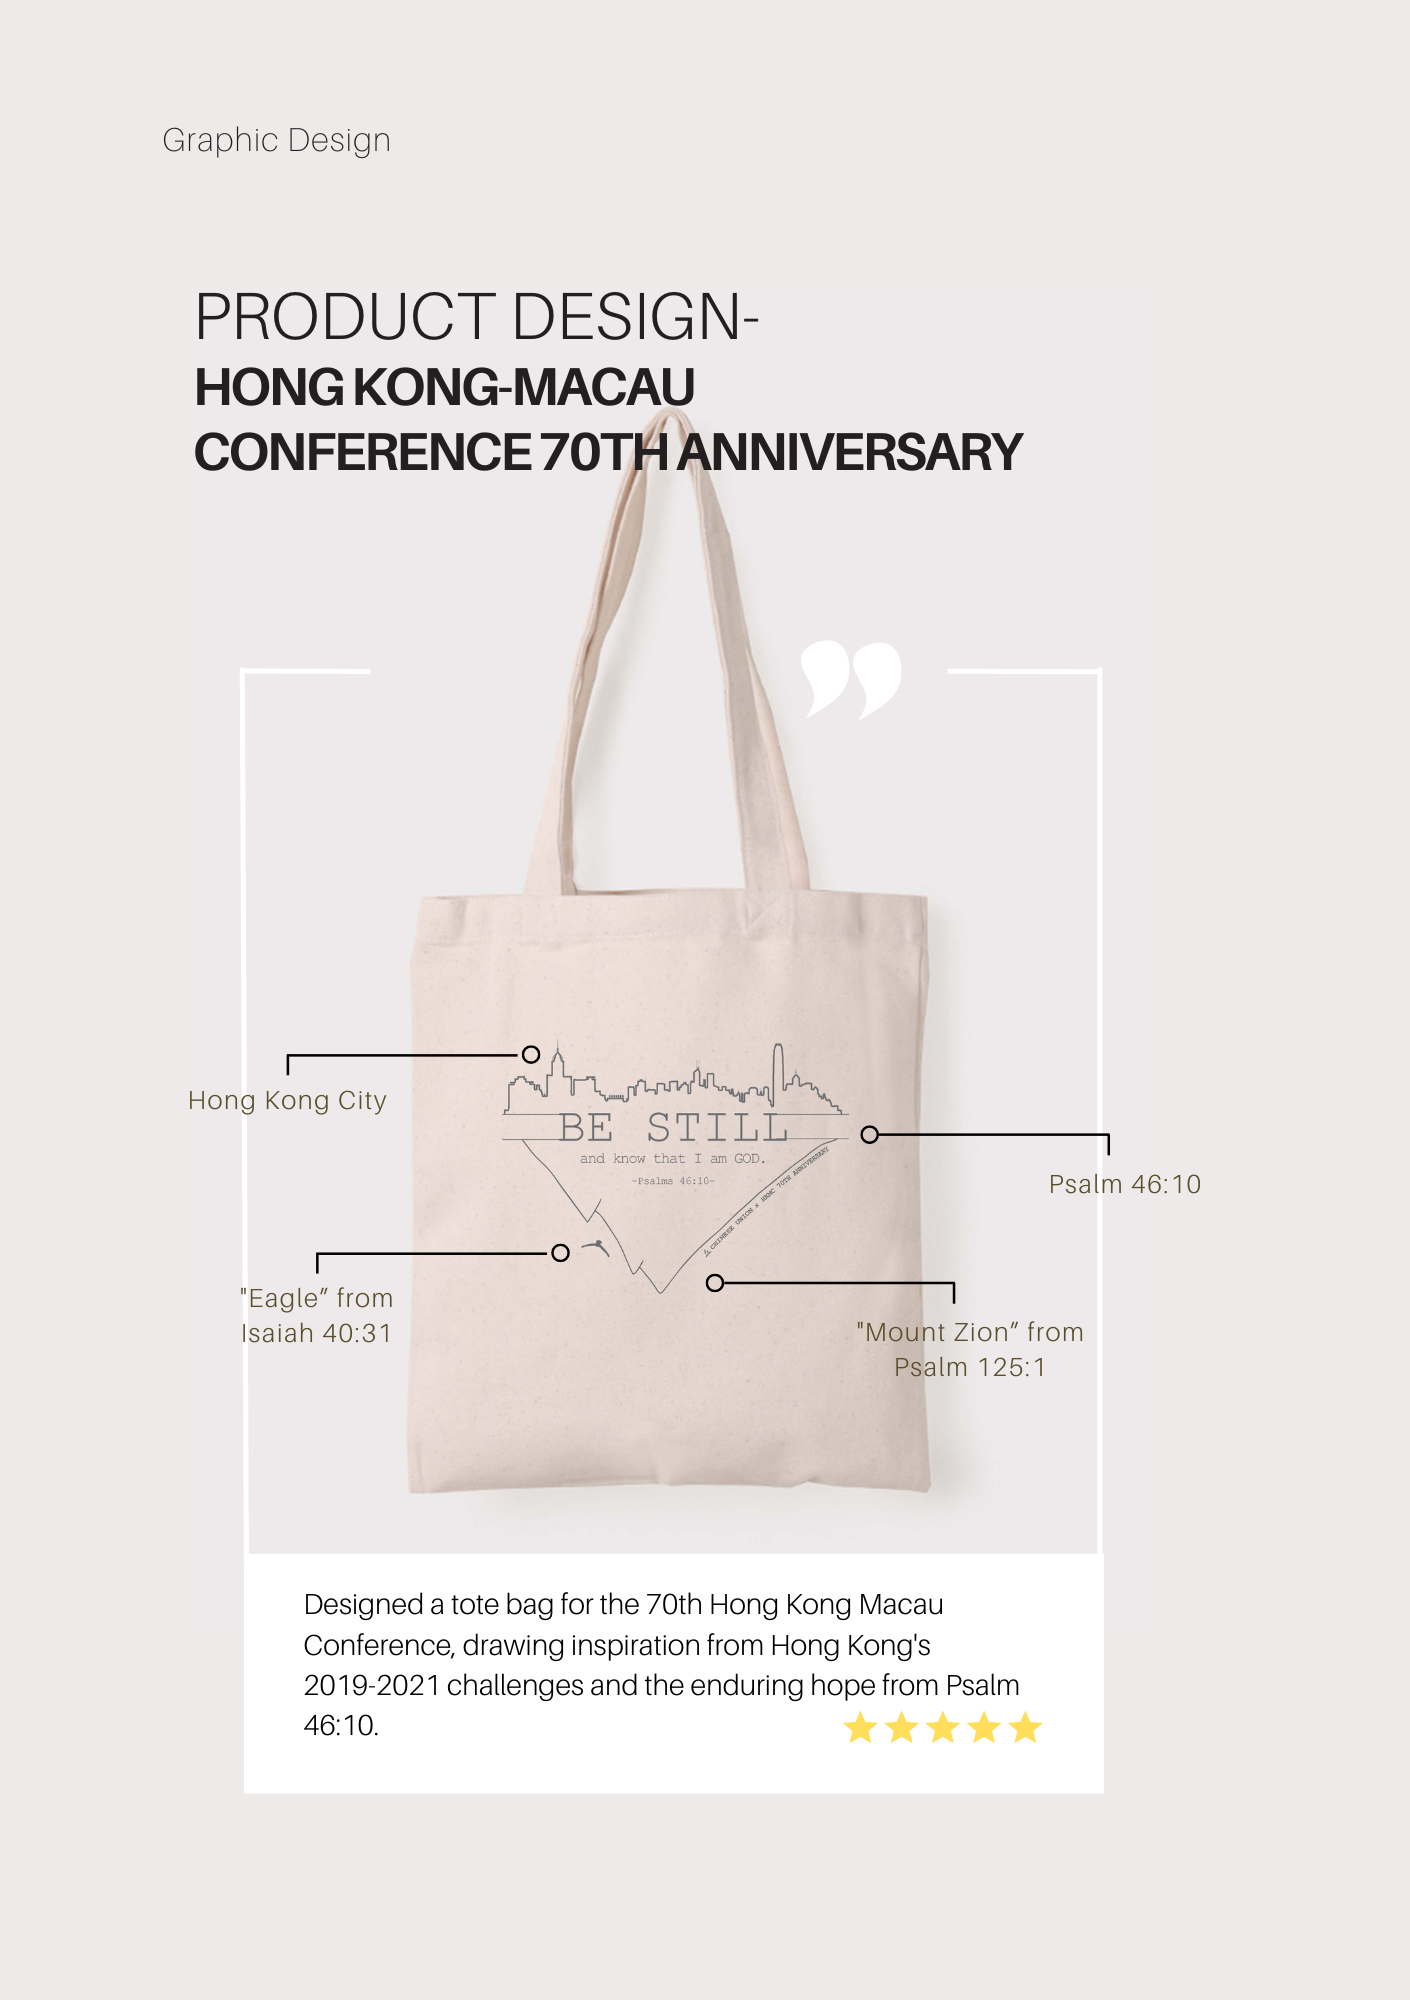 Graphic Design
PRODUCT DESIGN-
HONG KONG-MACAU
CONFERENCE 70TH ANNIVERSARY
Hong Kong City
BE STILL
and know that I am GOD.
-Psalms 46:10-
CHINESE UNION × HKMC 70TH ANNIVERSARY
Psalm 46:10
"Eagle” from
Isaiah 40:31
"Mount Zion” from
Psalm 125:1
Designed a tote bag for the 70th Hong Kong Macau
Conference, drawing inspiration from Hong Kong's
2019-2021 challenges and the enduring hope from Psalm
46:10.